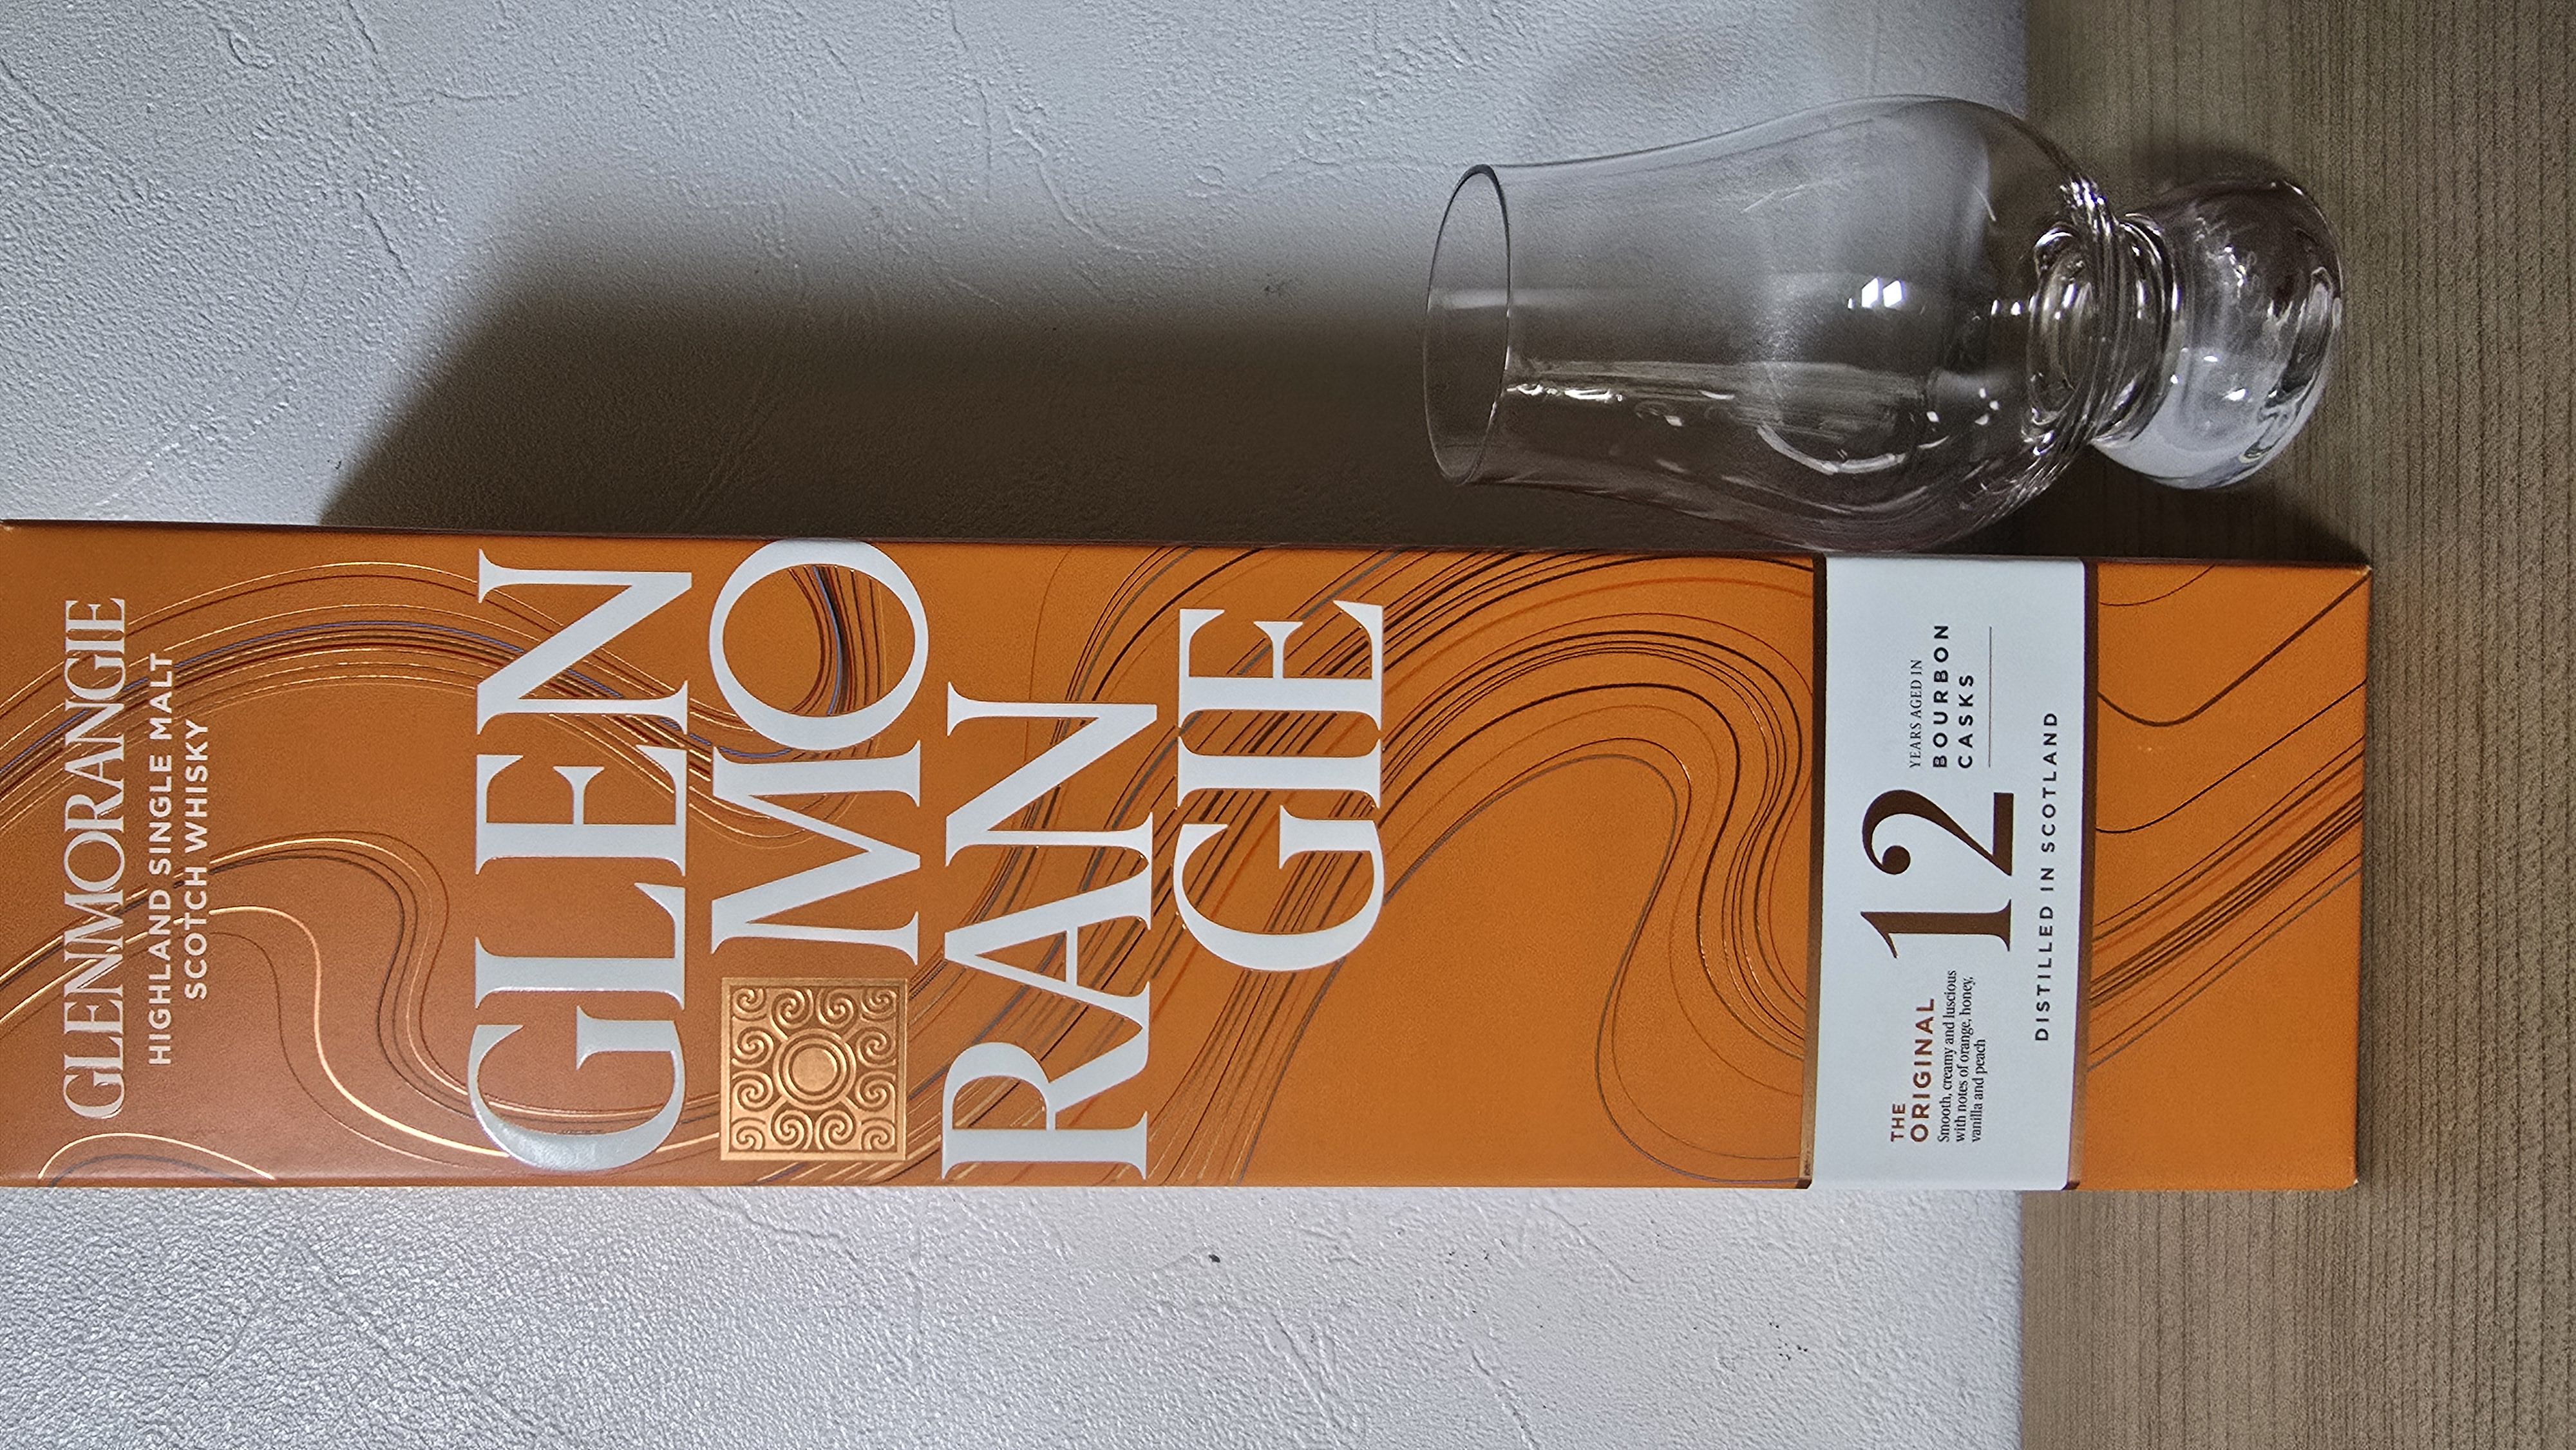 GLENMORANGIE
HIGHLAND SINGLE MALT
SCOTCH WHISKY
GLEN
MO
RAN
GIE
THE
ORIGINAL
Smooth, creamy and luscious
with notes of orange, honey,
vanilla and peach
12
YEARS AGED IN
BOURBON
CASKS
DISTILLED IN SCOTLAND